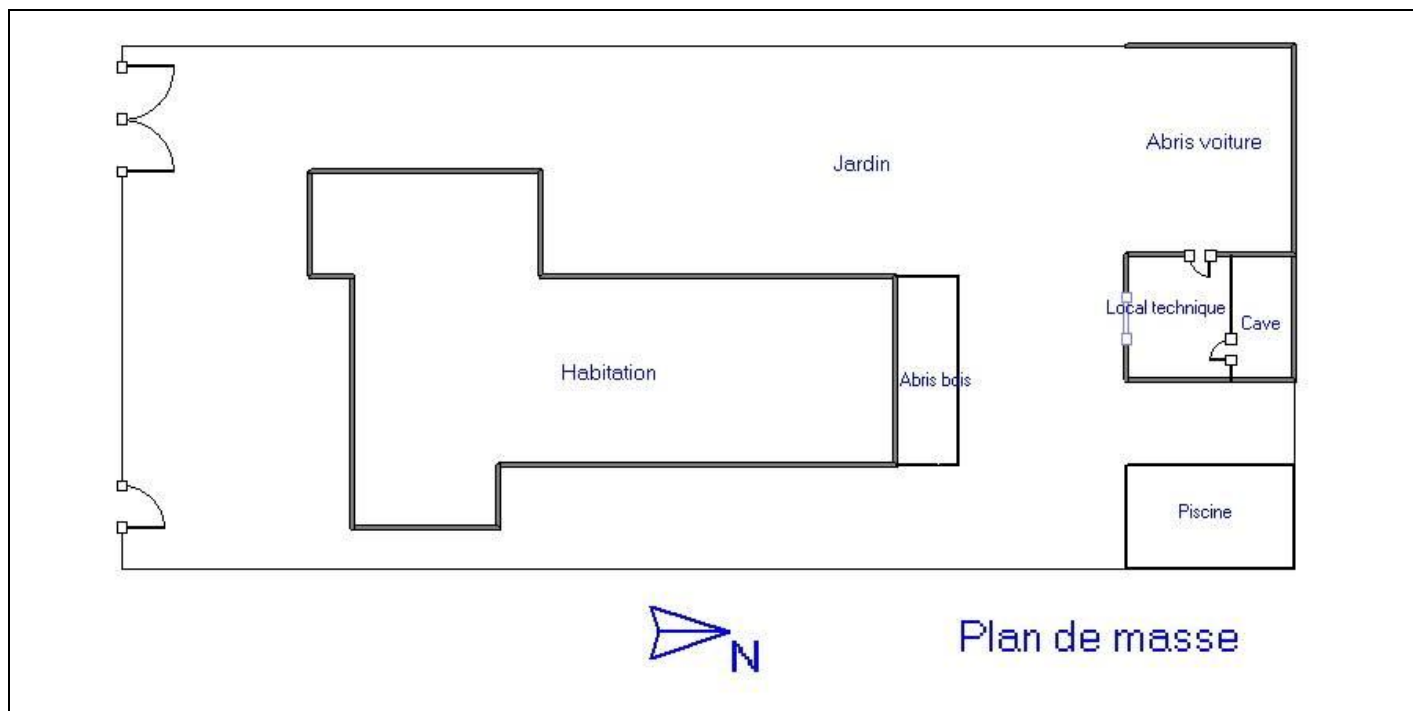 Abris voiture
Jardin
Local technique
Cave
Habitation
Abris bois
Piscine
N
Plan de masse